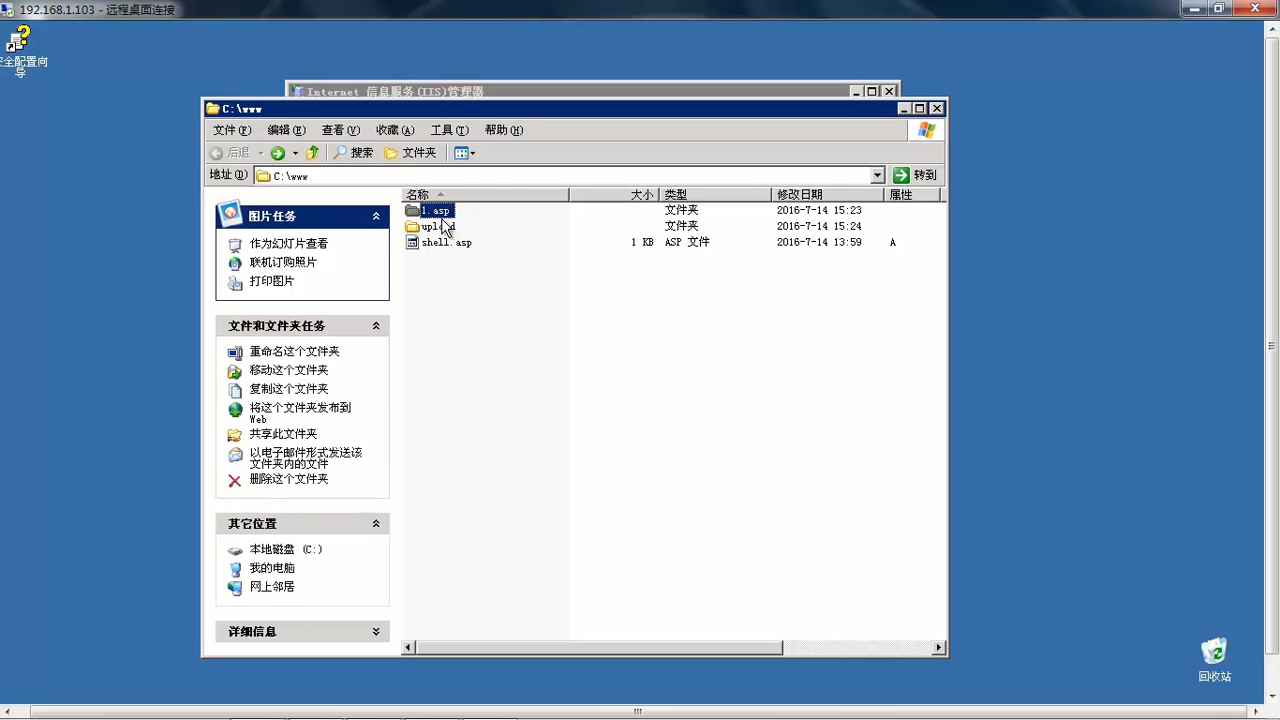 192.168.1.103 - 远程桌面连接
安全配置向
导
Internet 信息服务(IIS)管理器
C:\www
文件(F) 编辑(E) 查看(V) 收藏(A) 工具(T) 帮助(H)
后退 搜索 文件夹
地址(D) C:\www 转到
名称 大小 类型 修改日期 属性
1.asp 文件夹 2016-7-14 15:23
upload 文件夹 2016-7-14 15:24
shell.asp 1 KB ASP 文件 2016-7-14 13:59 A
图片任务
作为幻灯片查看
联机订购照片
打印图片
文件和文件夹任务
重命名这个文件夹
移动这个文件夹
复制这个文件夹
将这个文件夹发布到
Web
共享此文件夹
以电子邮件形式发送该
文件夹内的文件
删除这个文件夹
其它位置
本地磁盘 (C:)
我的电脑
网上邻居
详细信息
回收站